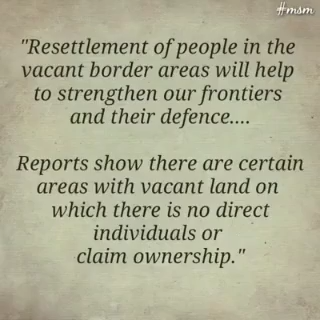 #msm
"Resettlement of people in the
vacant border areas will help
to strengthen our frontiers
and their defence....
Reports show there are certain
areas with vacant land on
which there is no direct
individuals or
claim ownership."